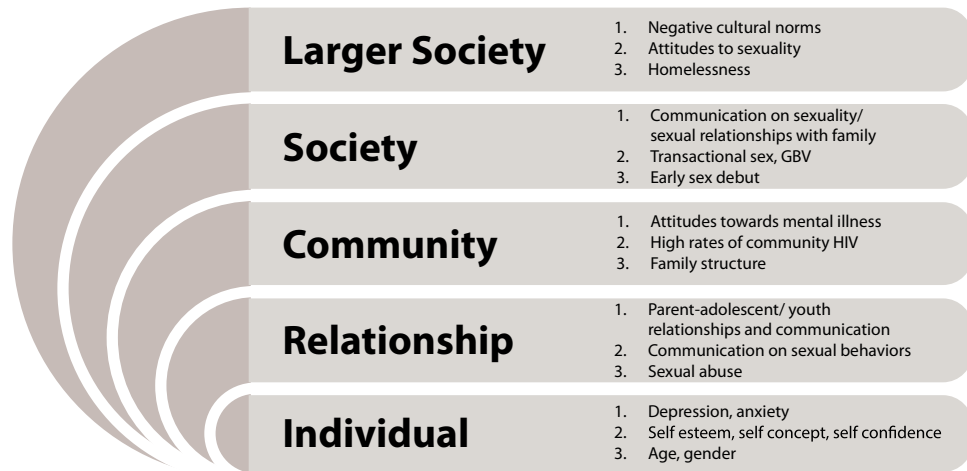 Larger Society
1. Negative cultural norms
2. Attitudes to sexuality
3. Homelessness
Society
1. Communication on sexuality/
sexual relationships with family
2. Transactional sex, GBV
3. Early sex debut
Community
1. Attitudes towards mental illness
2. High rates of community HIV
3. Family structure
Relationship
1. Parent-adolescent/ youth
relationships and communication
2. Communication on sexual behaviors
3. Sexual abuse
Individual
1. Depression, anxiety
2. Self esteem, self concept, self confidence
3. Age, gender